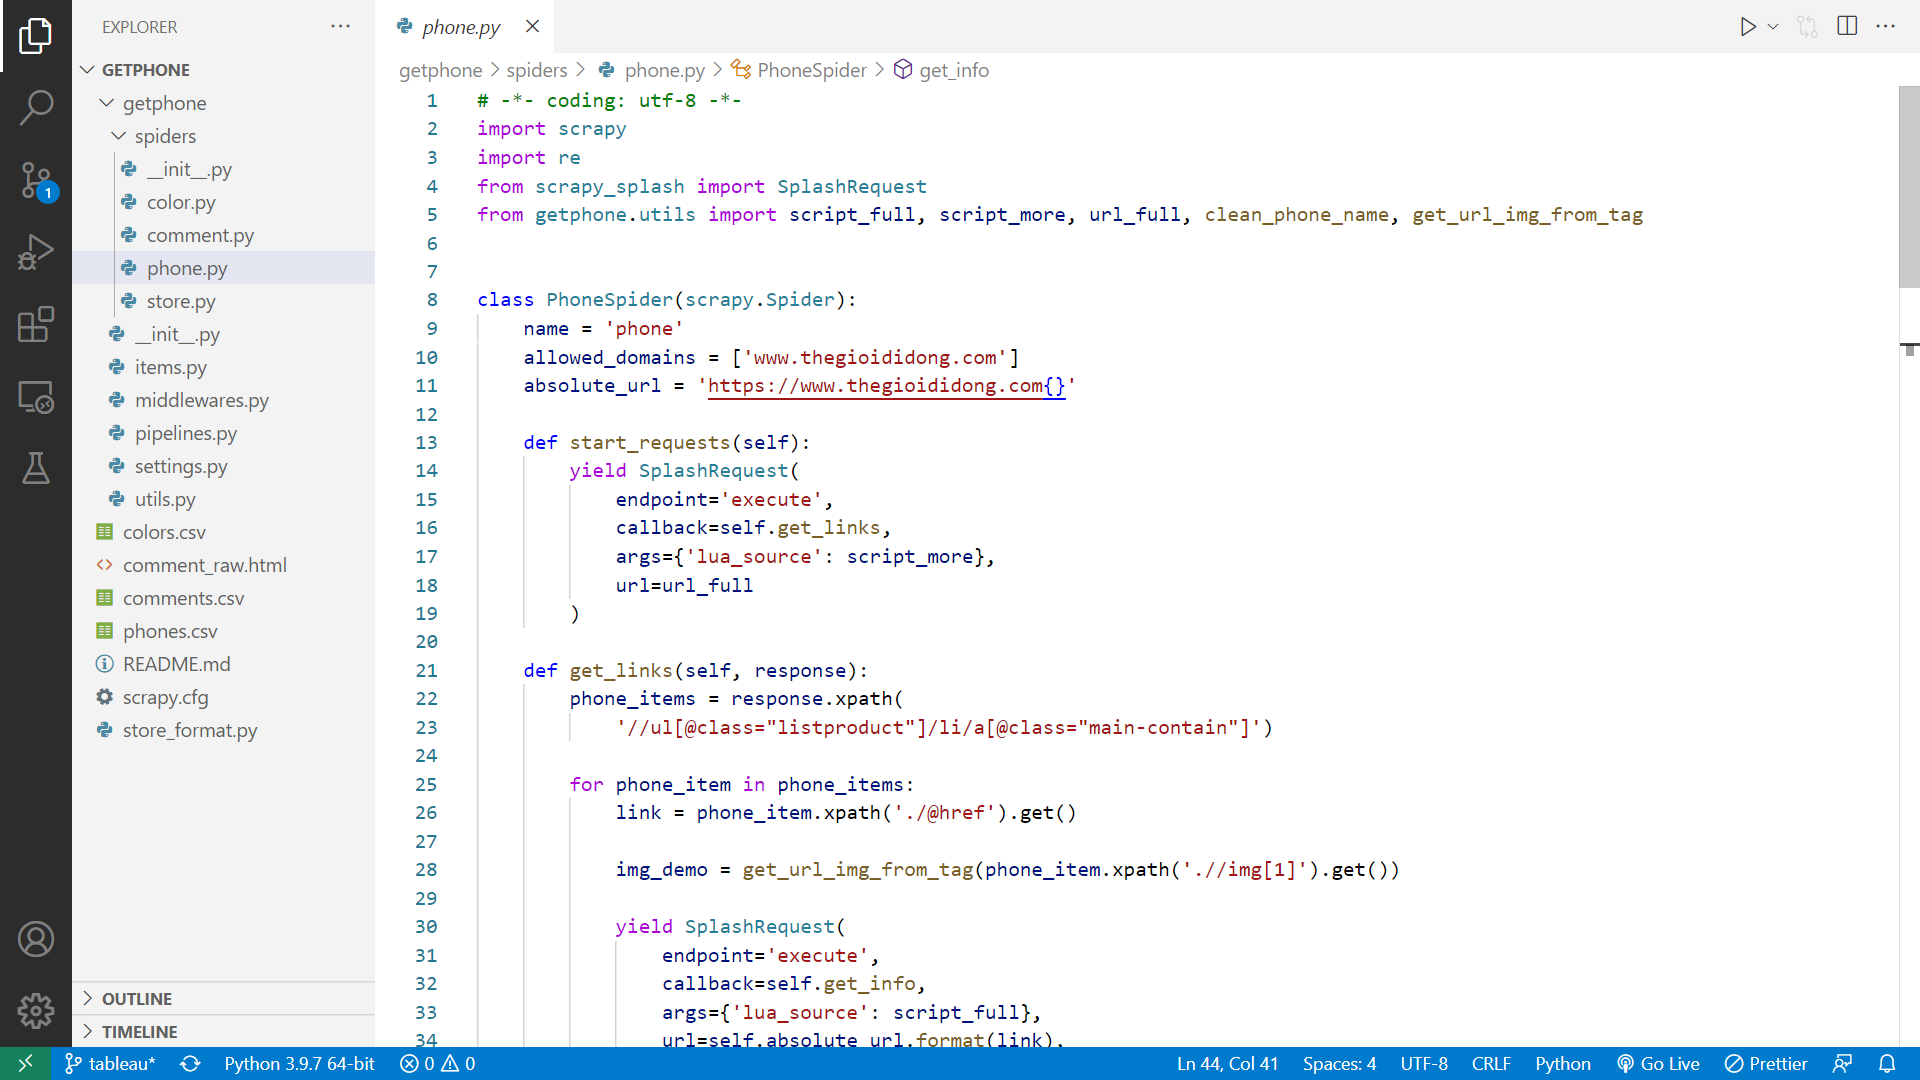 EXPLORER
GETPHONE
getphone
spiders
__init__.py
color.py
comment.py
phone.py
store.py
__init__.py
items.py
middlewares.py
pipelines.py
settings.py
utils.py
colors.csv
comment_raw.html
comments.csv
phones.csv
README.md
scrapy.cfg
store_format.py
OUTLINE
TIMELINE
1
phone.py
getphone > spiders > phone.py > PhoneSpider > get_info
1 # -*- coding: utf-8 -*-
2 import scrapy
3 import re
4 from scrapy_splash import SplashRequest
5 from getphone.utils import script_full, script_more, url_full, clean_phone_name, get_url_img_from_tag
6
7
8 class PhoneSpider(scrapy.Spider):
9     name = 'phone'
10     allowed_domains = ['www.thegioididong.com']
11     absolute_url = 'https://www.thegioididong.com{}'
12
13     def start_requests(self):
14         yield SplashRequest(
15             endpoint='execute',
16             callback=self.get_links,
17             args={'lua_source': script_more},
18             url=url_full
19         )
20
21     def get_links(self, response):
22         phone_items = response.xpath(
23             '//ul[@class="listproduct"]/li/a[@class="main-contain"]')
24
25         for phone_item in phone_items:
26             link = phone_item.xpath('./@href').get()
27
28             img_demo = get_url_img_from_tag(phone_item.xpath('.//img[1]').get())
29
30             yield SplashRequest(
31                 endpoint='execute',
32                 callback=self.get_info,
33                 args={'lua_source': script_full},
34                 url=self.absolute_url.format(link),
tableau* Python 3.9.7 64-bit 0 0 Ln 44, Col 41 Spaces: 4 UTF-8 CRLF Python Go Live Prettier